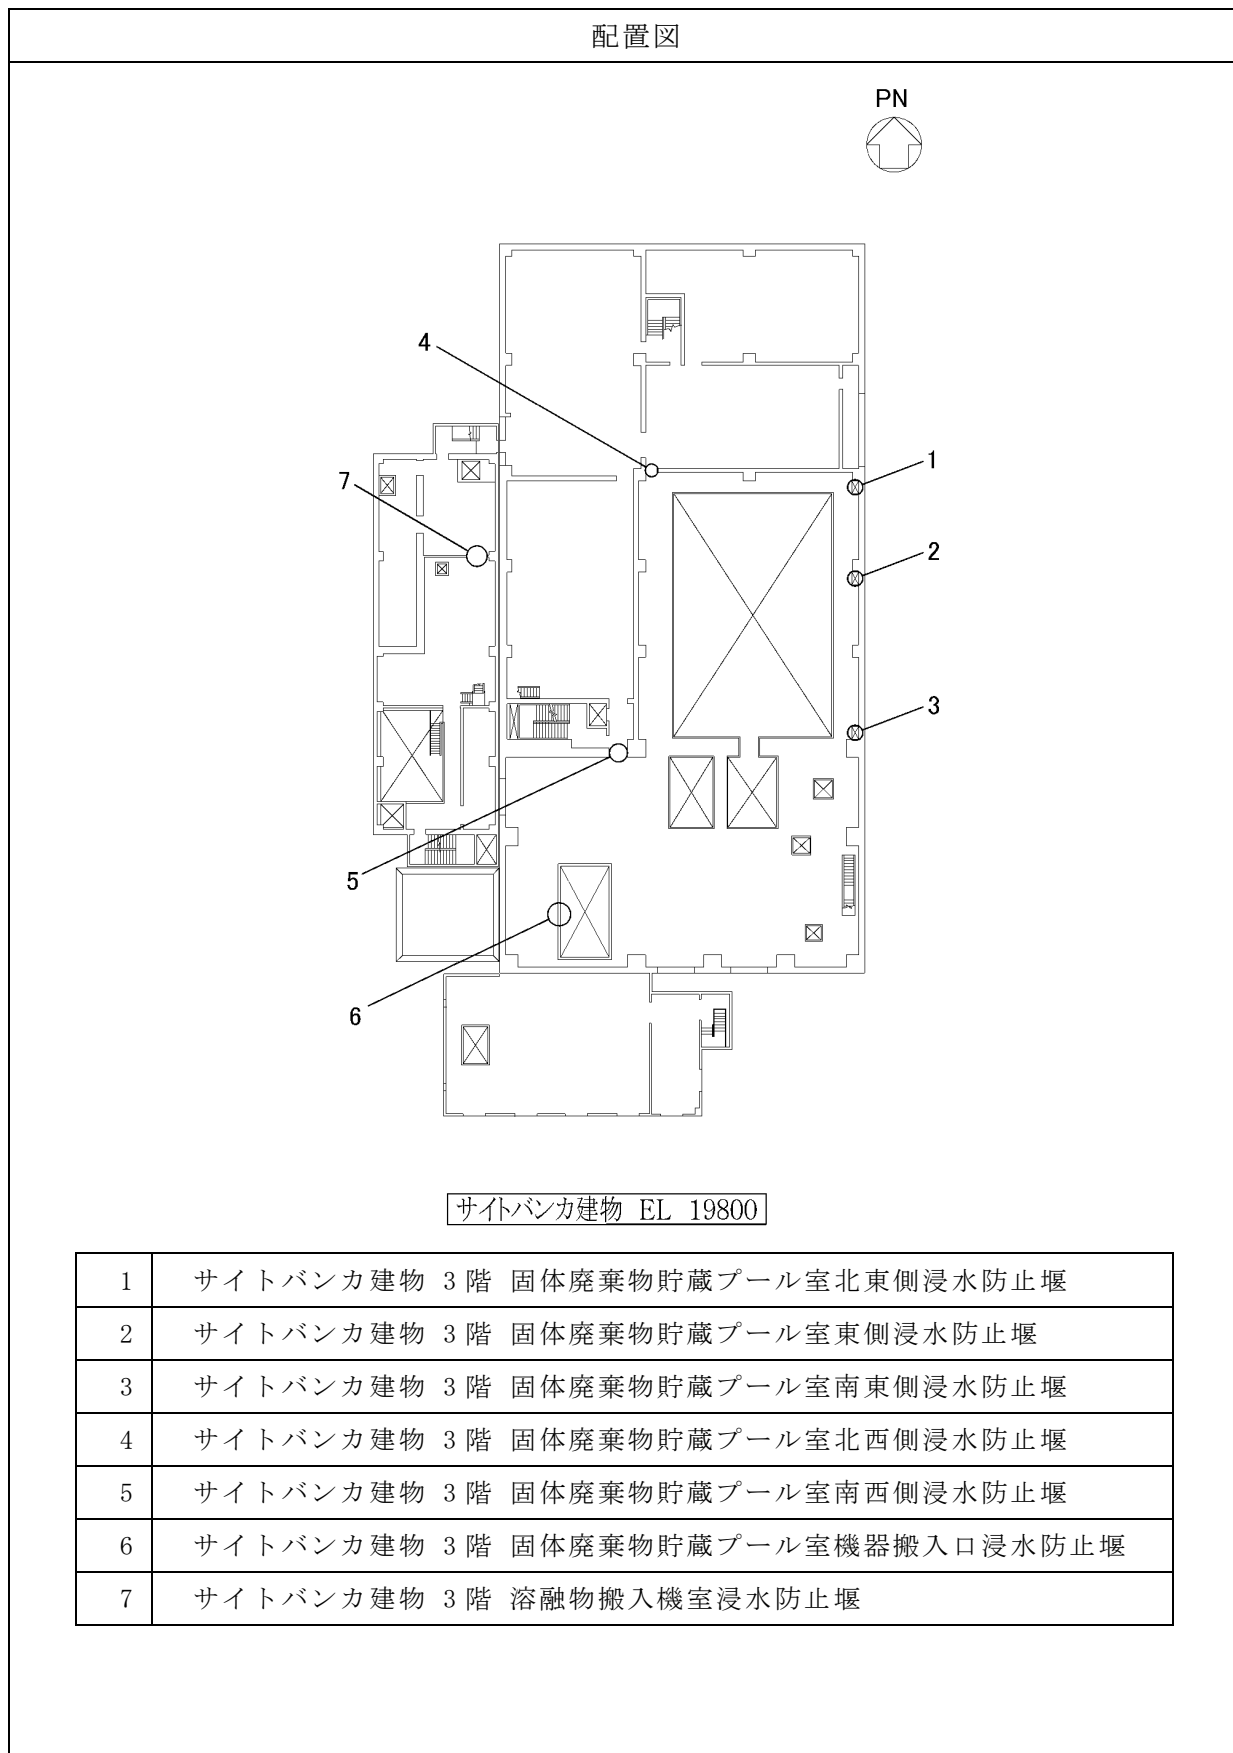 配置図
PN
4
1
7
2
3
5
6
サイトバンカ建物 EL 19800
1 サイトバンカ建物 3階 固体廃棄物貯蔵プール室北東側浸水防止堰
2 サイトバンカ建物 3階 固体廃棄物貯蔵プール室東側浸水防止堰
3 サイトバンカ建物 3階 固体廃棄物貯蔵プール室南東側浸水防止堰
4 サイトバンカ建物 3階 固体廃棄物貯蔵プール室北西側浸水防止堰
5 サイトバンカ建物 3階 固体廃棄物貯蔵プール室南西側浸水防止堰
6 サイトバンカ建物 3階 固体廃棄物貯蔵プール室機器搬入口浸水防止堰
7 サイトバンカ建物 3階 溶融物搬入機室浸水防止堰